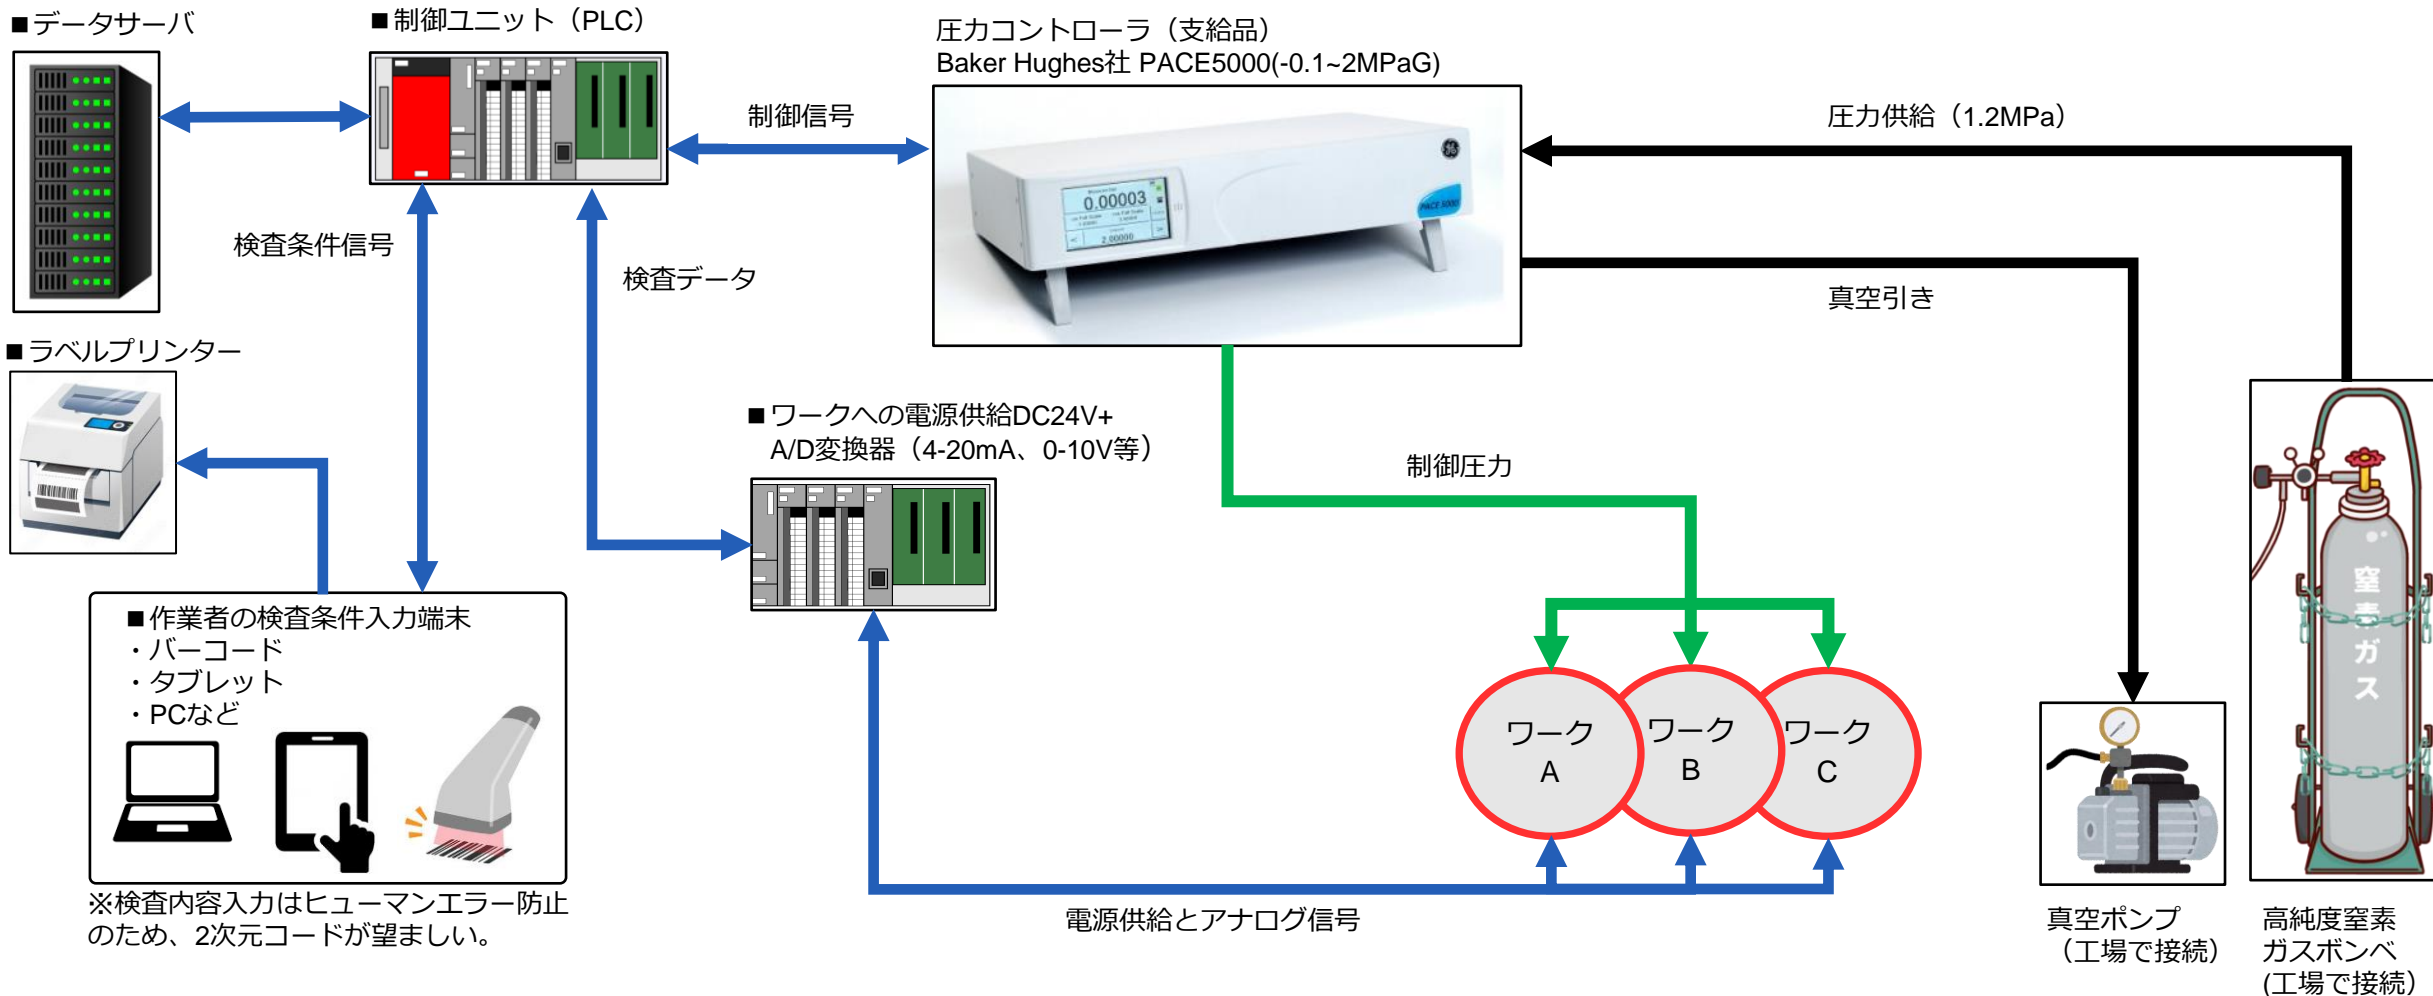 ■データサーバ
■制御ユニット（PLC）
圧力コントローラ（支給品）
Baker Hughes社 PACE5000(-0.1~2MPaG)
制御信号
圧力供給（1.2MPa）
0.00003
2.00000
PACE 5000
検査条件信号
検査データ
真空引き
■ラベルプリンター
■ワークへの電源供給DC24V+
A/D変換器（4-20mA、0-10V等）
制御圧力
窒素ガス
■作業者の検査条件入力端末
・バーコード
・タブレット
・PCなど
ワーク
A
ワーク
B
ワーク
C
※検査内容入力はヒューマンエラー防止
のため、2次元コードが望ましい。
電源供給とアナログ信号
真空ポンプ
（工場で接続）
高純度窒素
ガスボンベ
(工場で接続）